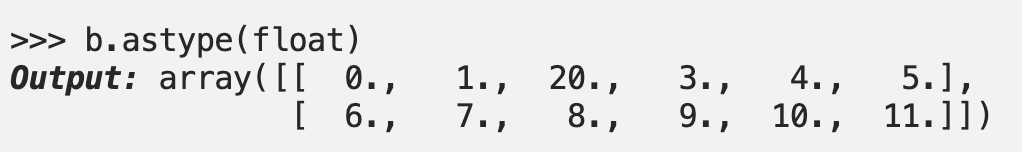 >>> b.astype(float)
Output: array([[  0.,   1.,  20.,   3.,   4.,   5.],
               [  6.,   7.,   8.,   9.,  10.,  11.]])